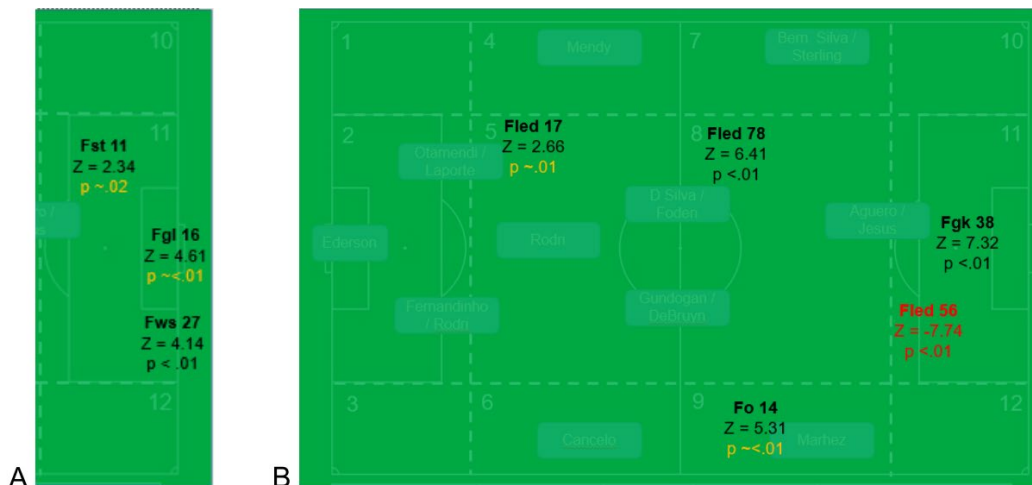 10
11
Fst 11
Z = 2.34
p ~.02
Fgl 16
Z = 4.61
p ~<.01
Fws 27
Z = 4.14
p < .01
12
A
1
4
Mendy
7
Bern. Silva /
Sterling
10
2
5
Fled 17
Z = 2.66
p ~.01
Otamendi /
Laporte
8
Fled 78
Z = 6.41
p <.01
11
D Silva /
Foden
Aguero /
Jesus
Ederson
Rodri
Fgk 38
Z = 7.32
p <.01
Fernandinho
/ Rodri
Gundogan /
DeBruyn
Fled 56
Z = -7.74
p <.01
3
6
Cancelo
9
Fo 14
Z = 5.31
p ~<.01
Marhez
12
B